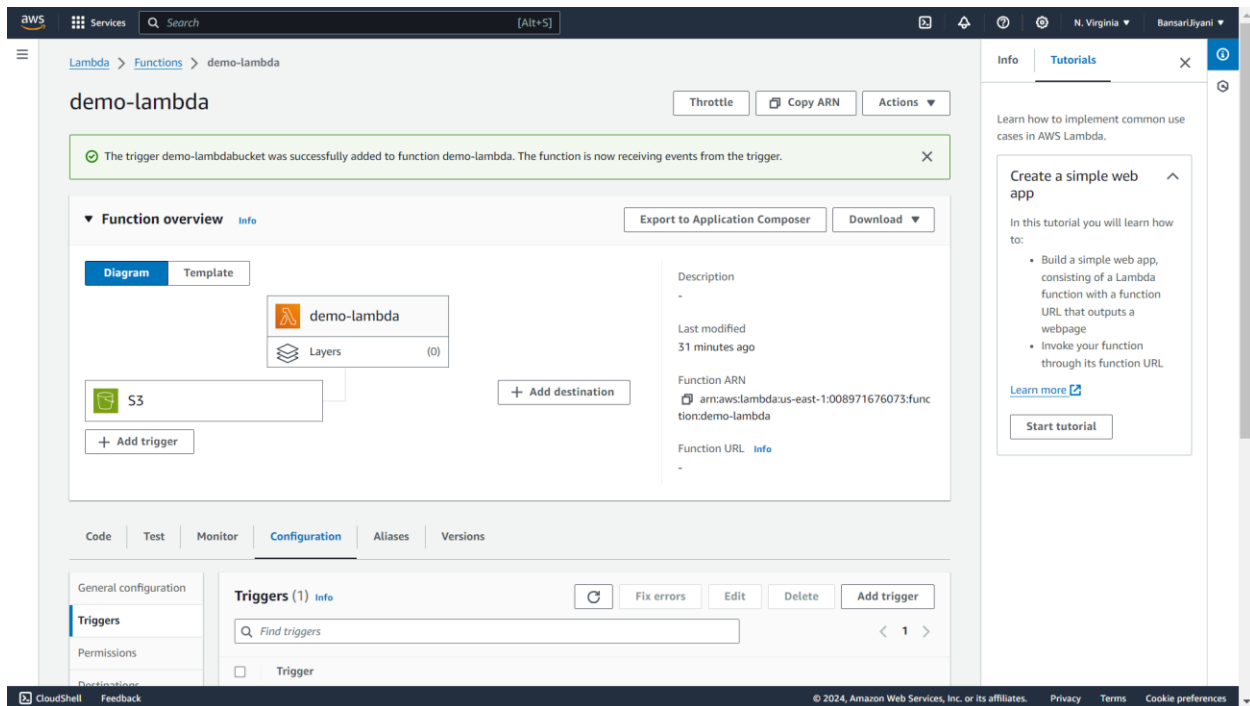 aws
Services
Search
[Alt+S]
N. Virginia ▼
BansariJiyani ▼
Lambda > Functions > demo-lambda
demo-lambda
Throttle
Copy ARN
Actions ▼
The trigger demo-lambdabucket was successfully added to function demo-lambda. The function is now receiving events from the trigger.
▼ Function overview Info
Export to Application Composer
Download ▼
Diagram
Template
demo-lambda
Layers
(0)
S3
+ Add trigger
+ Add destination
Description
-
Last modified
31 minutes ago
Function ARN
arn:aws:lambda:us-east-1:008971676073:func
tion:demo-lambda
Function URL Info
-
Code
Test
Monitor
Configuration
Aliases
Versions
General configuration
Triggers
Permissions
Destinations
Triggers (1) Info
Fix errors
Edit
Delete
Add trigger
Find triggers
< 1 >
Trigger
Info
Tutorials
Learn how to implement common use
cases in AWS Lambda.
Create a simple web
app
In this tutorial you will learn how
to:
• Build a simple web app,
consisting of a Lambda
function with a function
URL that outputs a
webpage
• Invoke your function
through its function URL
Learn more
Start tutorial
CloudShell
Feedback
© 2024, Amazon Web Services, Inc. or its affiliates.
Privacy
Terms
Cookie preferences